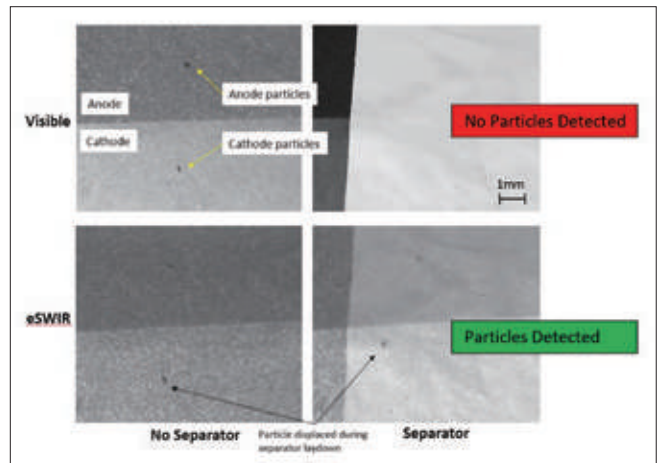 Anode particles
Anode
Visible
Cathode
Cathode particles
No Particles Detected
1mm
eSWIR
Particles Detected
No Separator
Particle displaced during
separator laydown
Separator